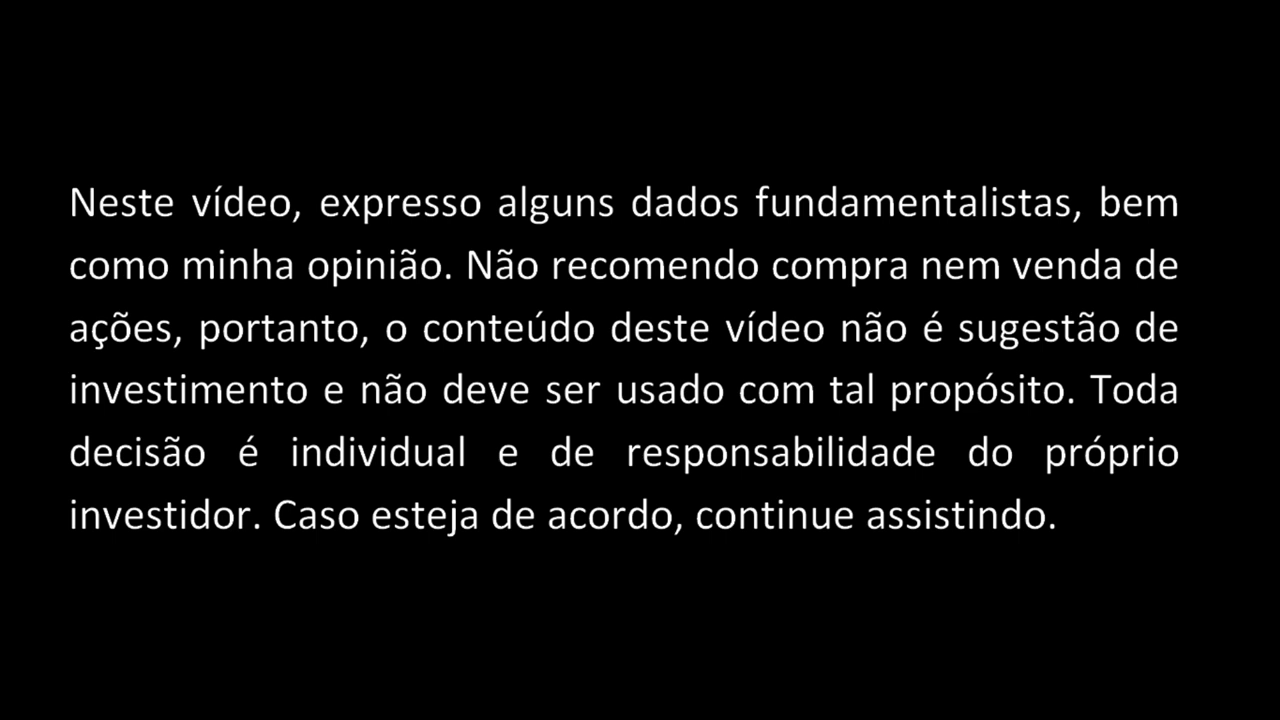 Neste vídeo, expresso alguns dados fundamentalistas, bem
como minha opinião. Não recomendo compra nem venda de
ações, portanto, o conteúdo deste vídeo não é sugestão de
investimento e não deve ser usado com tal propósito. Toda
decisão é individual e de responsabilidade do próprio
investidor. Caso esteja de acordo, continue assistindo.